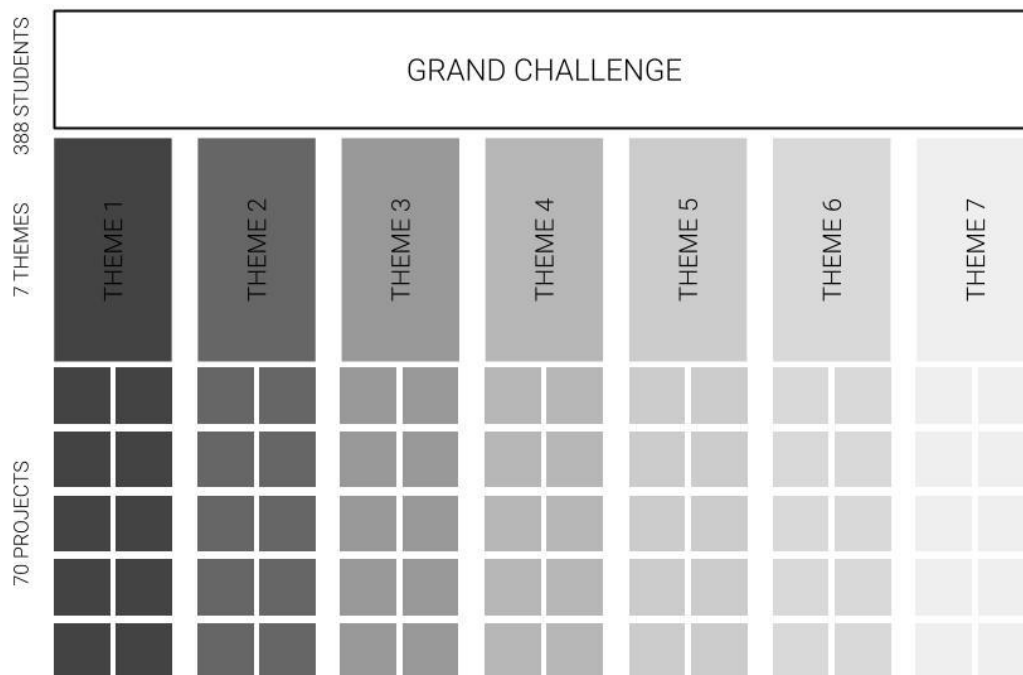 388 STUDENTS
GRAND CHALLENGE
7 THEMES
THEME 1
THEME 2
THEME 3
THEME 4
THEME 5
THEME 6
THEME 7
70 PROJECTS